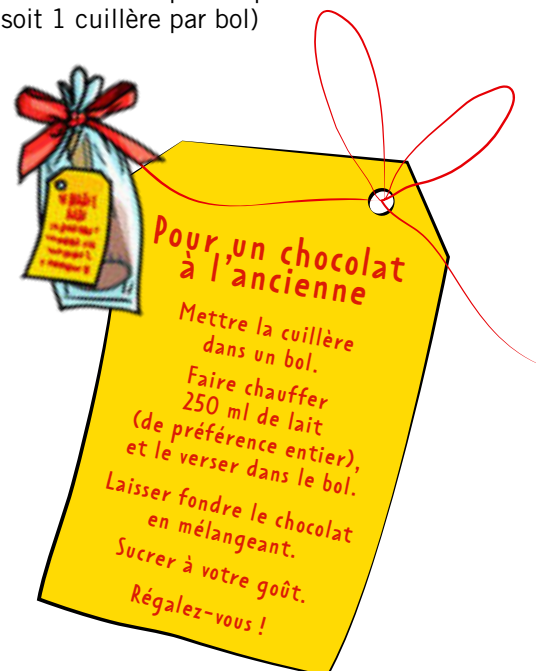 soit 1 cuillère par bol)
Pour un chocolat
à l'ancienne
Mettre la cuillère
dans un bol.
Faire chauffer
250 ml de lait
(de préférence entier),
et le verser dans le bol.
Laisser fondre le chocolat
en mélangeant.
Sucrer à votre goût.
Régalez-vous !